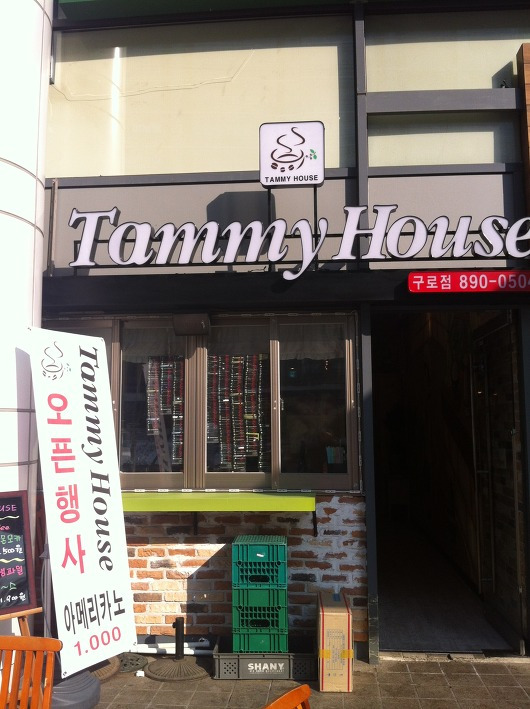 TAMMY HOUSE
Tammy House
구로점 890-0504
Tammy House
오픈행사
아메리카노
1.000
SHANY